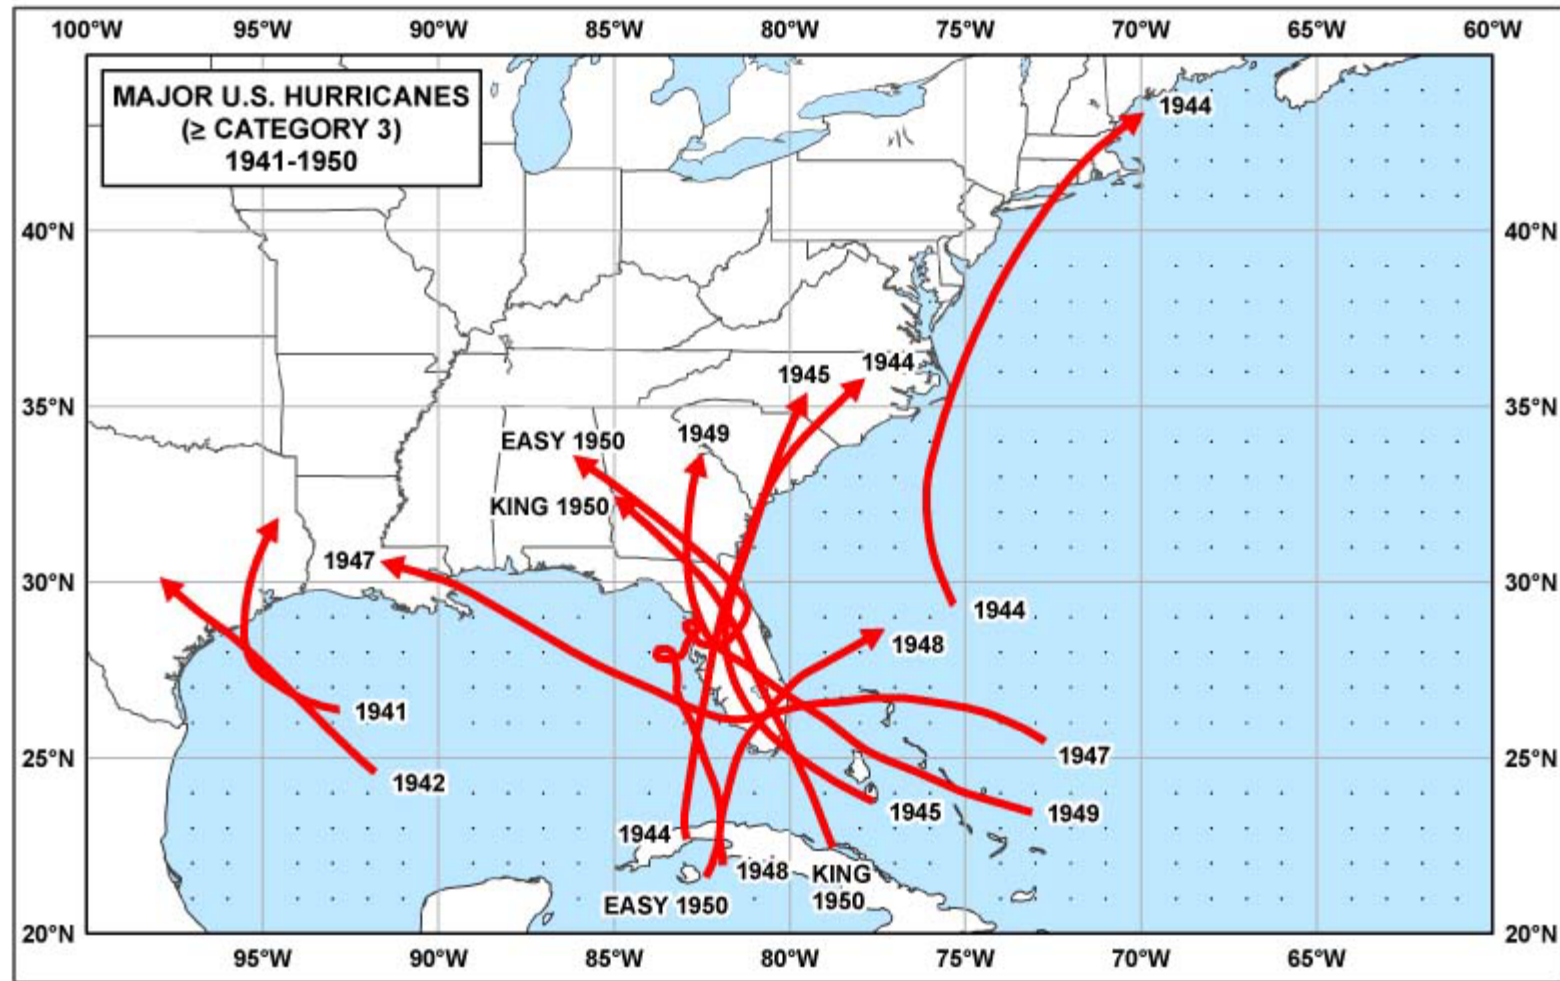 100°W 95°W 90°W 85°W 80°W 75°W 70°W 65°W 60°W
MAJOR U.S. HURRICANES
(≥ CATEGORY 3)
1941-1950
1944
40°N 40°N
1945 1944
35°N 35°N
EASY 1950 1949
KING 1950
1947
30°N 30°N
1944
1948
1941
1947
25°N 25°N
1942
1945 1949
1944
1948 KING
1950
EASY 1950
20°N 20°N
95°W 90°W 85°W 80°W 75°W 70°W 65°W